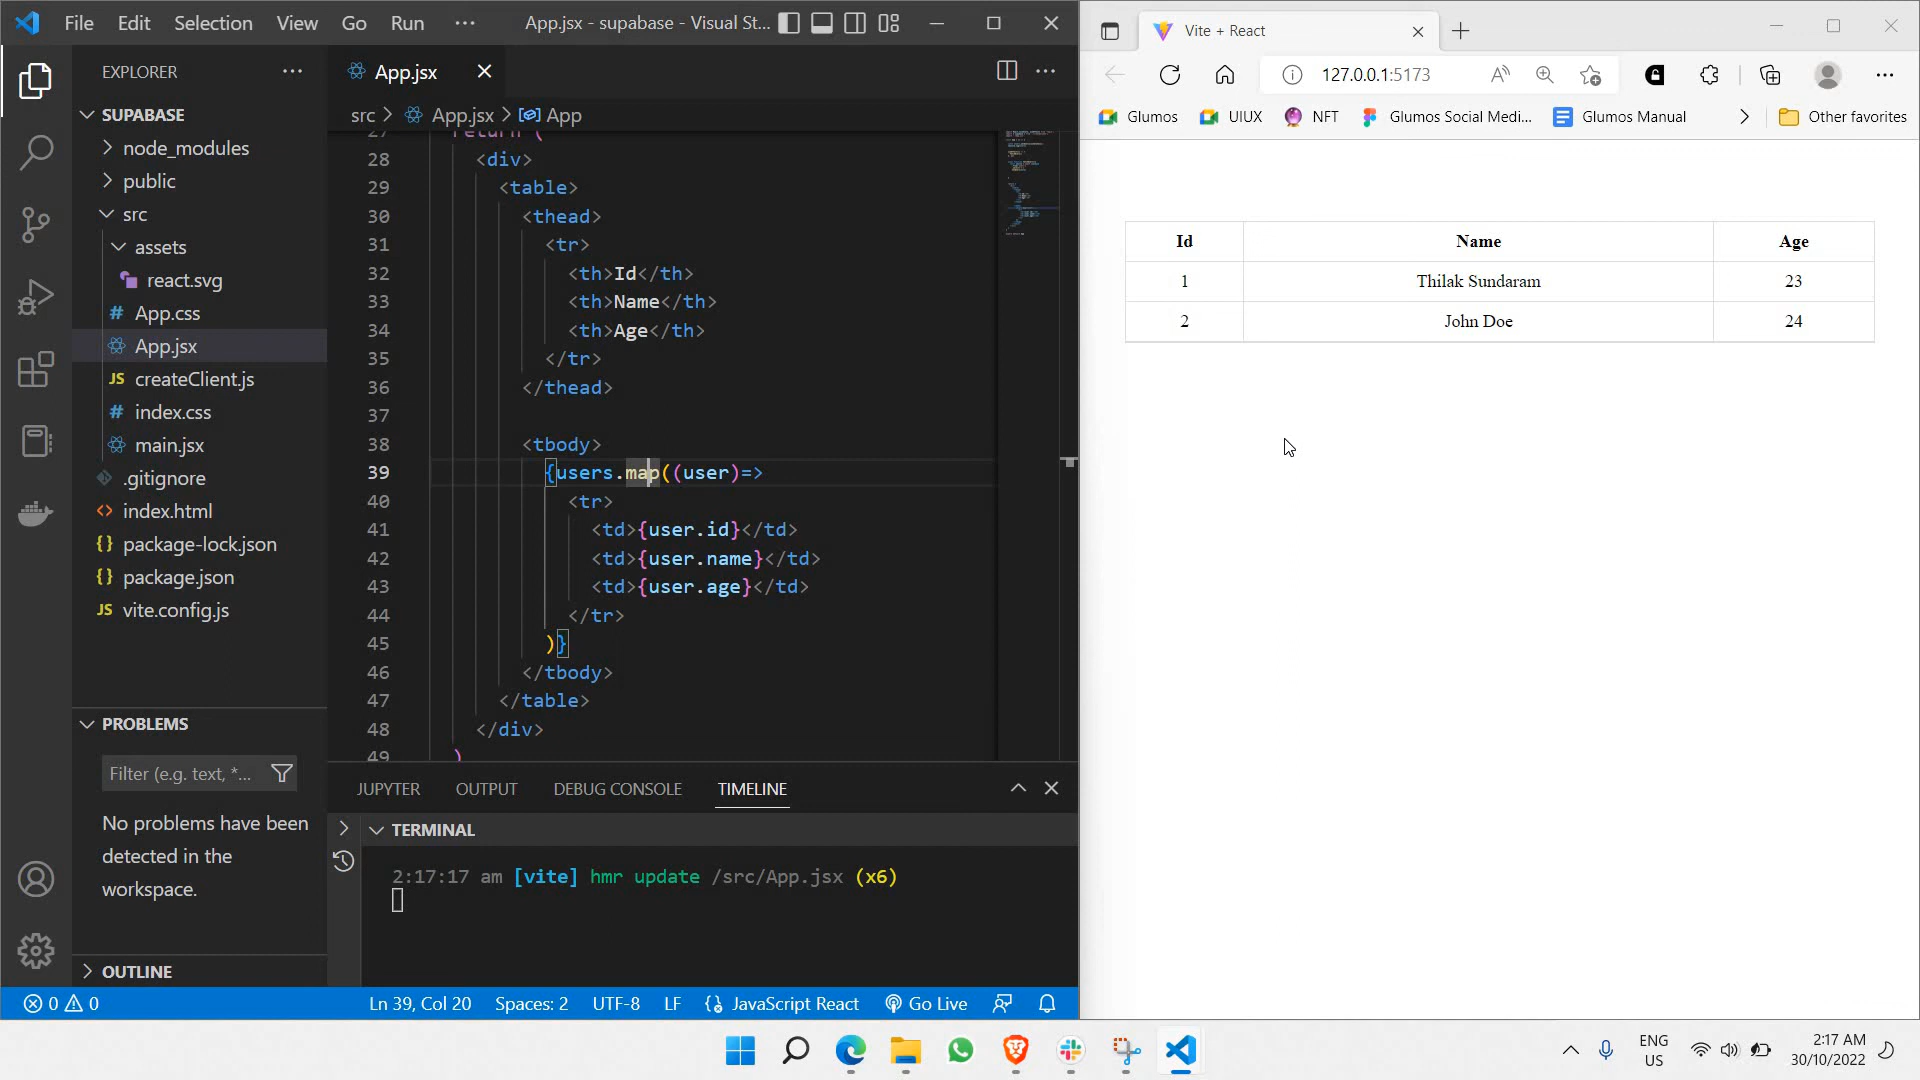 File Edit Selection View Go Run ··· App.jsx - supabase - Visual St...
EXPLORER
SUPABASE
node_modules
public
src
assets
react.svg
# App.css
App.jsx
JS createClient.js
# index.css
main.jsx
.gitignore
<> index.html
{} package-lock.json
{} package.json
JS vite.config.js
PROBLEMS
Filter (e.g. text, *...
No problems have been
detected in the
workspace.
OUTLINE
App.jsx
src > App.jsx > App
27 return (
28 <div>
29 <table>
30 <thead>
31 <tr>
32 <th>Id</th>
33 <th>Name</th>
34 <th>Age</th>
35 </tr>
36 </thead>
37
38 <tbody>
39 {users.map((user)=>
40 <tr>
41 <td>{user.id}</td>
42 <td>{user.name}</td>
43 <td>{user.age}</td>
44 </tr>
45 )}
46 </tbody>
47 </table>
48 </div>
49 )
JUPYTER OUTPUT DEBUG CONSOLE TIMELINE
TERMINAL
2:17:17 am [vite] hmr update /src/App.jsx (x6)
0 0 Ln 39, Col 20 Spaces: 2 UTF-8 LF JavaScript React Go Live
Vite + React
127.0.0.1:5173
Glumos UIUX NFT Glumos Social Medi... Glumos Manual Other favorites
Id Name Age
1 Thilak Sundaram 23
2 John Doe 24
ENG
US
2:17 AM
30/10/2022